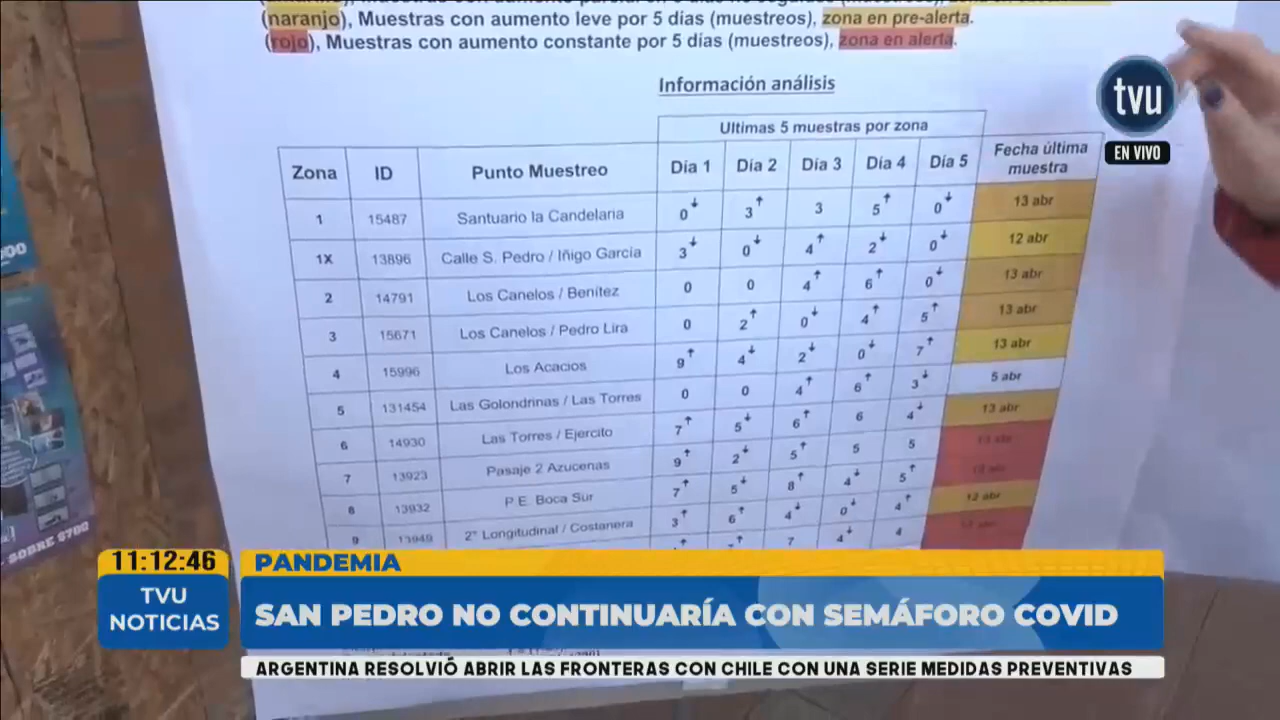 (naranjo), Muestras con aumento leve por 5 días (muestreos), zona en pre-alerta.
(rojo), Muestras con aumento constante por 5 días (muestreos), zona en alerta.
tvu
EN VIVO
Información análisis
Ultimas 5 muestras por zona
Zona ID Punto Muestreo Día 1 Día 2 Día 3 Día 4 Día 5 Fecha última muestra
1 15487 Santuario la Candelaria 0↓ 3↑ 3 5↑ 0↓ 13 abr
1X 13896 Calle S. Pedro / Iñigo García 3↓ 0↓ 4↑ 2↓ 0↓ 12 abr
2 14791 Los Canelos / Benítez 0 0 4↑ 6↑ 0↓ 13 abr
3 15671 Los Canelos / Pedro Lira 0 2↑ 0↓ 4↑ 5↑ 13 abr
4 15996 Los Acacios 9↑ 4↓ 2↓ 0↓ 7↑ 13 abr
5 131454 Las Golondrinas / Las Torres 0 0 4↑ 6↑ 3↓ 5 abr
6 14930 Las Torres / Ejercito 7↑ 5↓ 6↑ 6 4↓ 13 abr
7 13923 Pasaje 2 Azucenas 9↑ 2↓ 5↑ 5 5
8 13932 P.E. Boca Sur 7↑ 5↓ 8↑ 4↓ 5↑
9 13949 2° Longitudinal / Costanera 3↑ 6↑ 4↓ 0↓ 4↑ 12 abr
7 4↓ 4
SOBRE $700
11:12:46
PANDEMIA
TVU
NOTICIAS
SAN PEDRO NO CONTINUARÍA CON SEMÁFORO COVID
ARGENTINA RESOLVIÓ ABRIR LAS FRONTERAS CON CHILE CON UNA SERIE MEDIDAS PREVENTIVAS